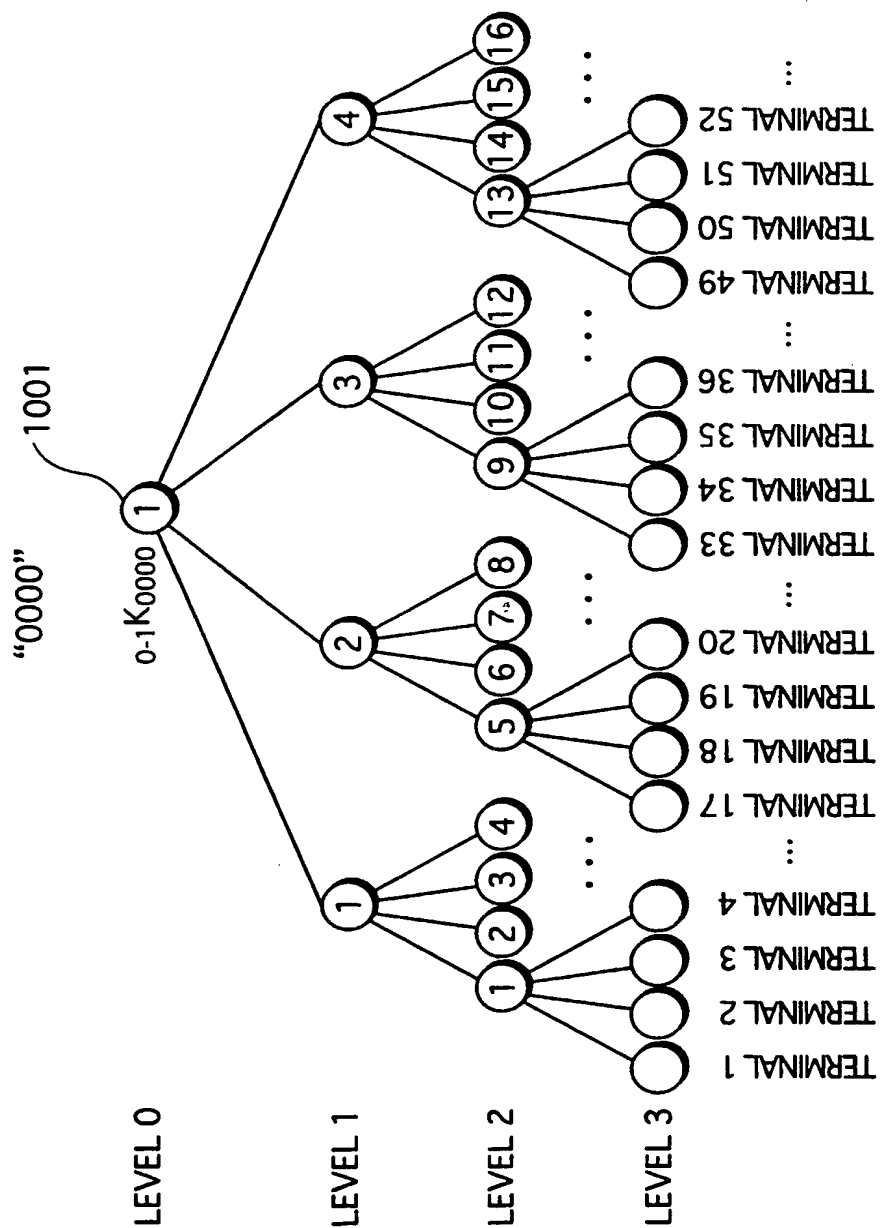 "0000"
1001
LEVEL 0
0-1K0000
1
LEVEL 1
1
2
3
4
LEVEL 2
1
2
3
4
5
6
7
8
9
10
11
12
13
14
15
16
...
...
...
...
LEVEL 3
TERMINAL 1
TERMINAL 2
TERMINAL 3
TERMINAL 4
...
TERMINAL 17
TERMINAL 18
TERMINAL 19
TERMINAL 20
...
TERMINAL 33
TERMINAL 34
TERMINAL 35
TERMINAL 36
...
TERMINAL 49
TERMINAL 50
TERMINAL 51
TERMINAL 52
...